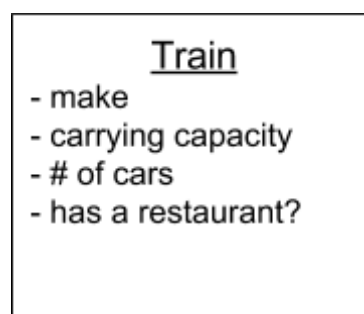 Train
- make
- carrying capacity
- # of cars
- has a restaurant?